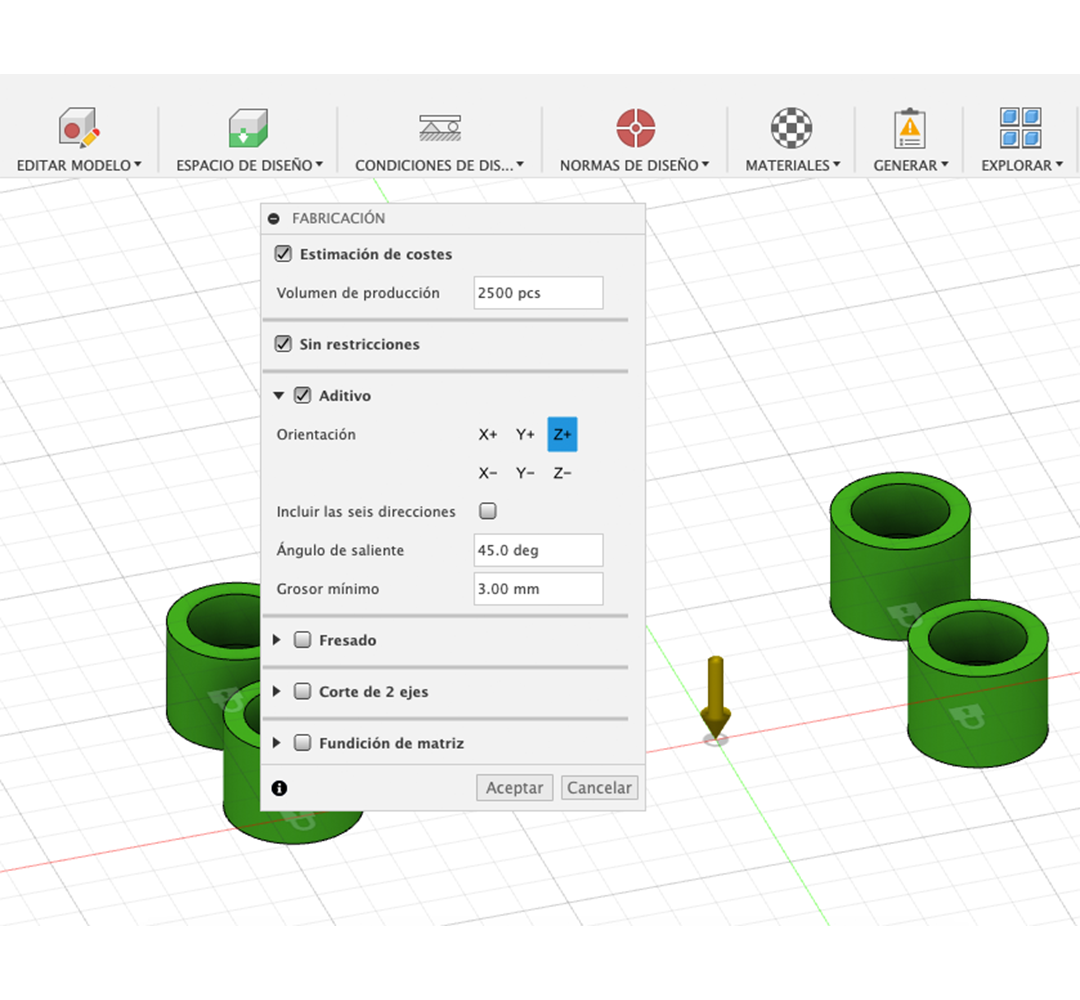 EDITAR MODELO ESPACIO DE DISEÑO CONDICIONES DE DIS... NORMAS DE DISEÑO MATERIALES GENERAR EXPLORAR
FABRICACIÓN
Estimación de costes
Volumen de producción 2500 pcs
Sin restricciones
Aditivo
Orientación X+ Y+ Z+
X− Y− Z−
Incluir las seis direcciones
Ángulo de saliente 45.0 deg
Grosor mínimo 3.00 mm
Fresado
Corte de 2 ejes
Fundición de matriz
Aceptar Cancelar